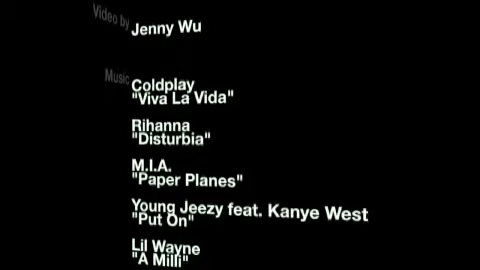 Video by
Jenny Wu
Music
Coldplay
"Viva La Vida"
Rihanna
"Disturbia"
M.I.A.
"Paper Planes"
Young Jeezy feat. Kanye West
"Put On"
Lil Wayne
"A Milli"